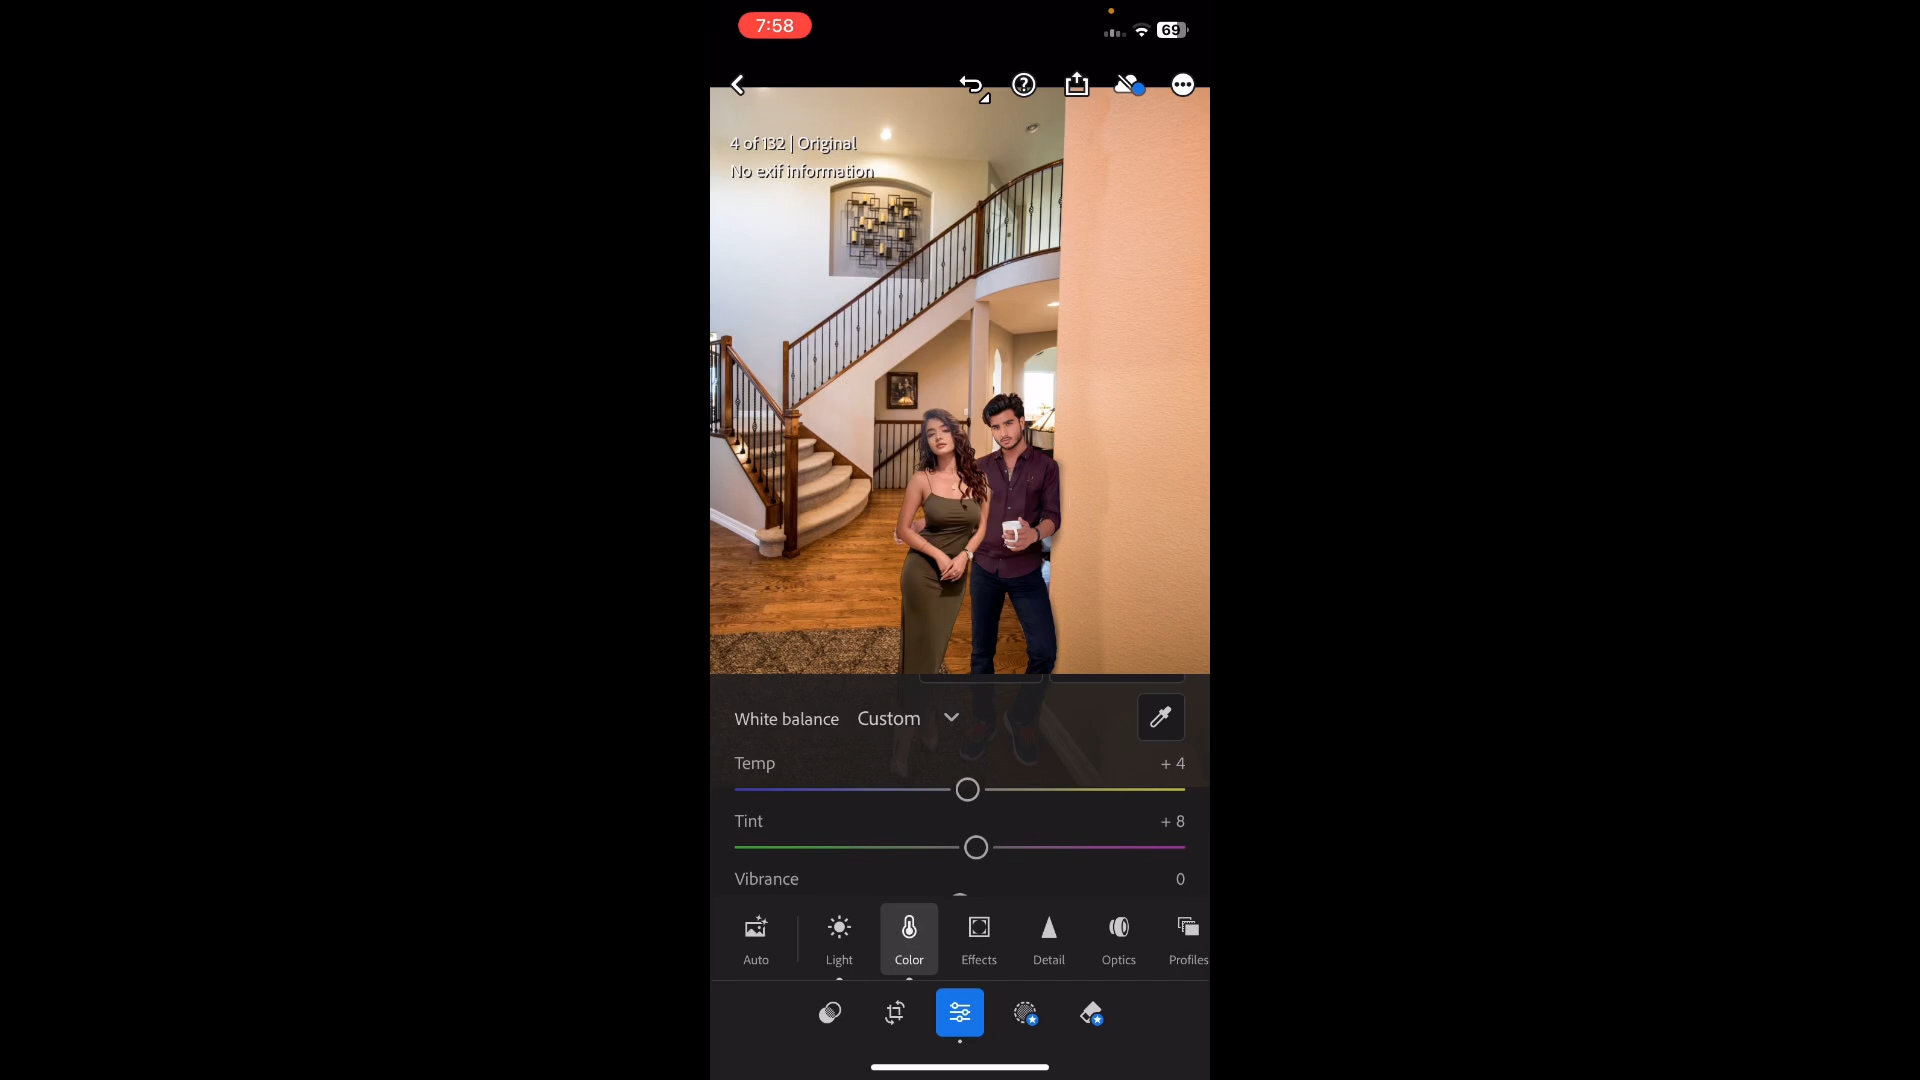 7:58
69
4 of 132 | Original
No exif information
White balance Custom
Temp + 4
Tint + 8
Vibrance 0
Auto Light Color Effects Detail Optics Profiles